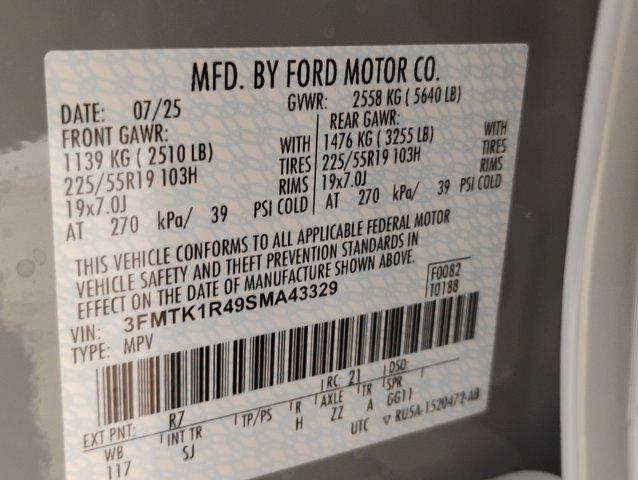 MFD. BY FORD MOTOR CO.
DATE: 07/25 GVWR: 2558 KG ( 5640 LB)
FRONT GAWR: REAR GAWR:
1139 KG ( 2510 LB) WITH 1476 KG ( 3255 LB) WITH
225/55R19 103H TIRES 225/55R19 103H TIRES
19x7.0J RIMS 19x7.0J RIMS
AT 270 kPa/ 39 PSI COLD AT 270 kPa/ 39 PSI COLD
THIS VEHICLE CONFORMS TO ALL APPLICABLE FEDERAL MOTOR
VEHICLE SAFETY AND THEFT PREVENTION STANDARDS IN
EFFECT ON THE DATE OF MANUFACTURE SHOWN ABOVE.
F0082
T0188
VIN: 3FMTK1R49SMA43329
TYPE: MPV
RC: 21 DSO:
EXT PNT: R7 TP/PS R AXLE TR SPR
WB INT TR H ZZ A GG11
117 SJ UTC ▽ RU5A-1520472-AB